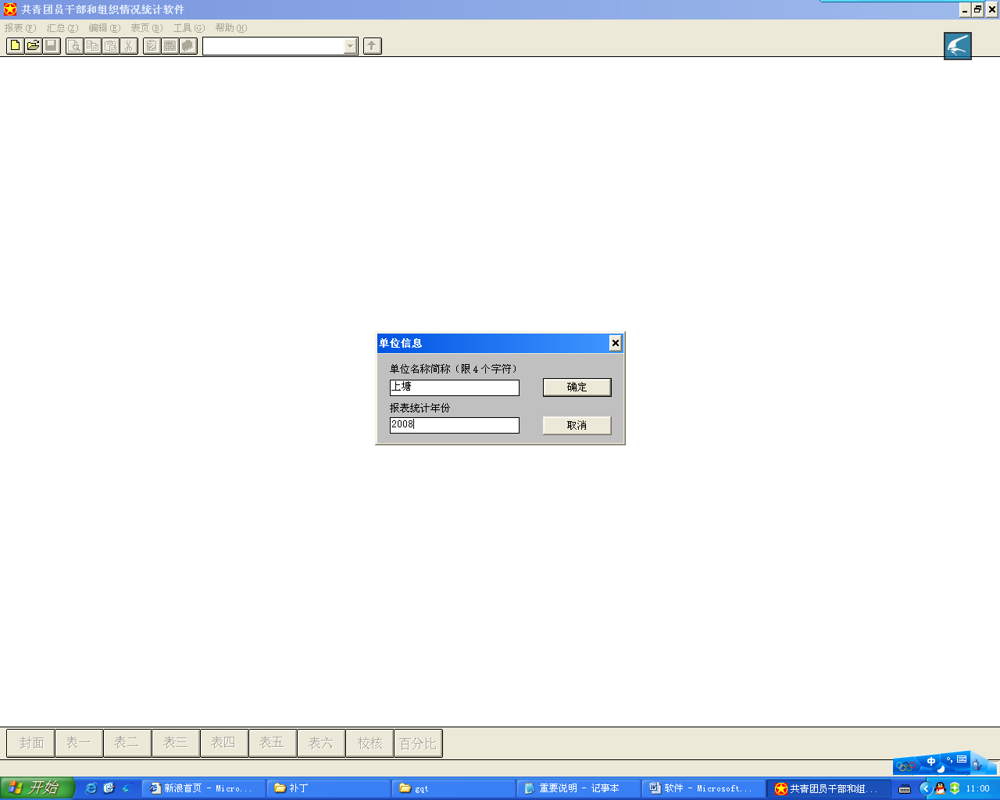 共青团员干部和组织情况统计软件
报表(F) 汇总(Z) 编辑(E) 表页(B) 工具(G) 帮助(H)
单位信息
单位名称简称（限４个字符）
上塘
确定
报表统计年份
2008
取消
封面 表一 表二 表三 表四 表五 表六 校核 百分比
中 °,
开始 新浪首页 - Micro... 补丁 gqt 重要说明 - 记事本 软件 - Microsoft... 共青团员干部和组... 11:00